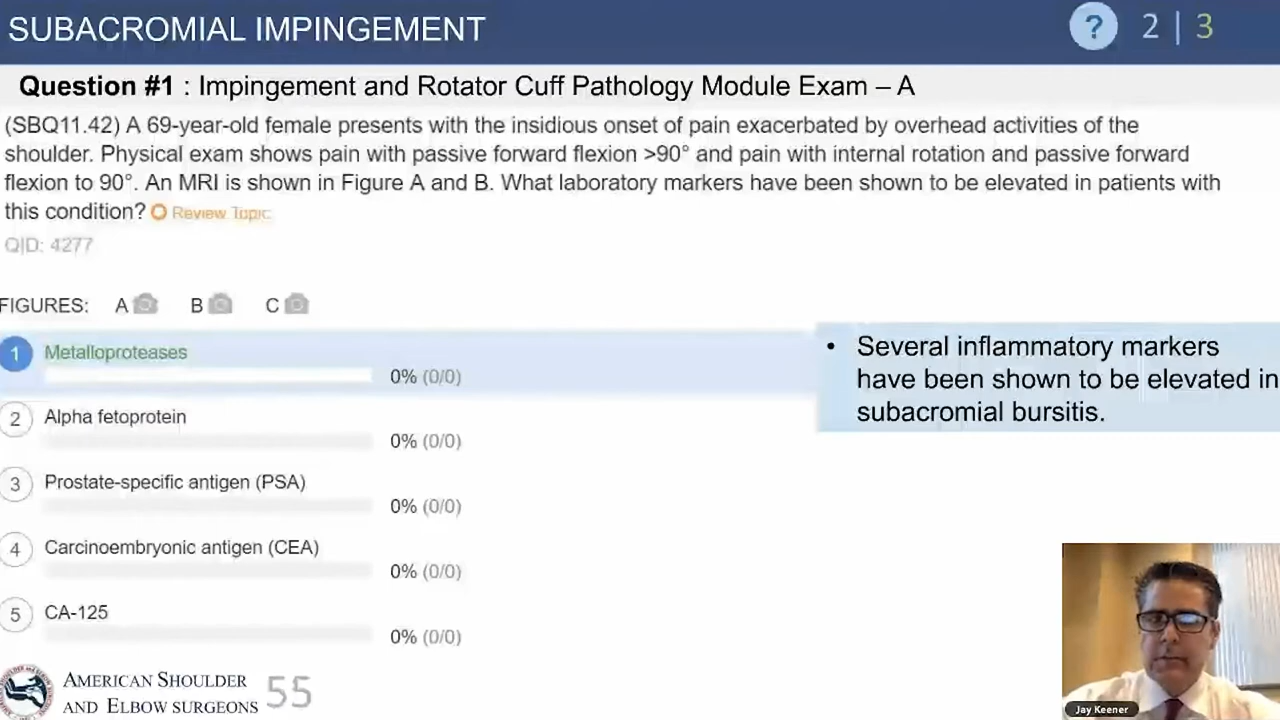 SUBACROMIAL IMPINGEMENT
? 2 | 3
Question #1 : Impingement and Rotator Cuff Pathology Module Exam – A
(SBQ11.42) A 69-year-old female presents with the insidious onset of pain exacerbated by overhead activities of the
shoulder. Physical exam shows pain with passive forward flexion >90° and pain with internal rotation and passive forward
flexion to 90°. An MRI is shown in Figure A and B. What laboratory markers have been shown to be elevated in patients with
this condition? Review Topic
QID: 4277
FIGURES: A B C
1 Metalloproteases
0% (0/0)
• Several inflammatory markers
have been shown to be elevated in
subacromial bursitis.
2 Alpha fetoprotein
0% (0/0)
3 Prostate-specific antigen (PSA)
0% (0/0)
4 Carcinoembryonic antigen (CEA)
0% (0/0)
5 CA-125
0% (0/0)
AMERICAN SHOULDER
AND ELBOW SURGEONS
55
Jay Keener